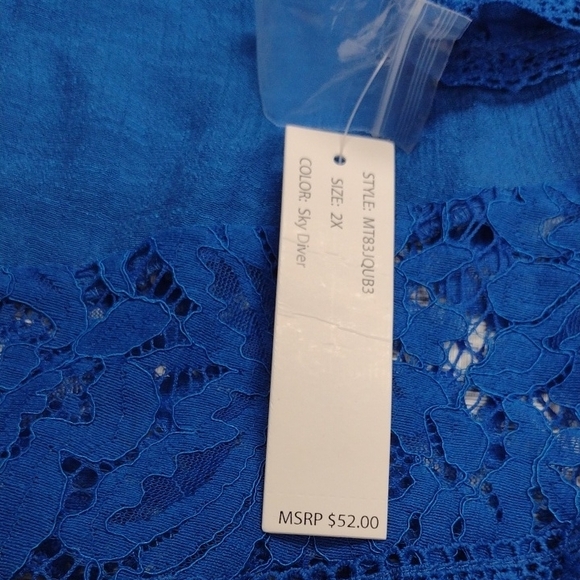 STYLE: MT83JQUB3
SIZE: 2X
COLOR: Sky Diver
MSRP $52.00